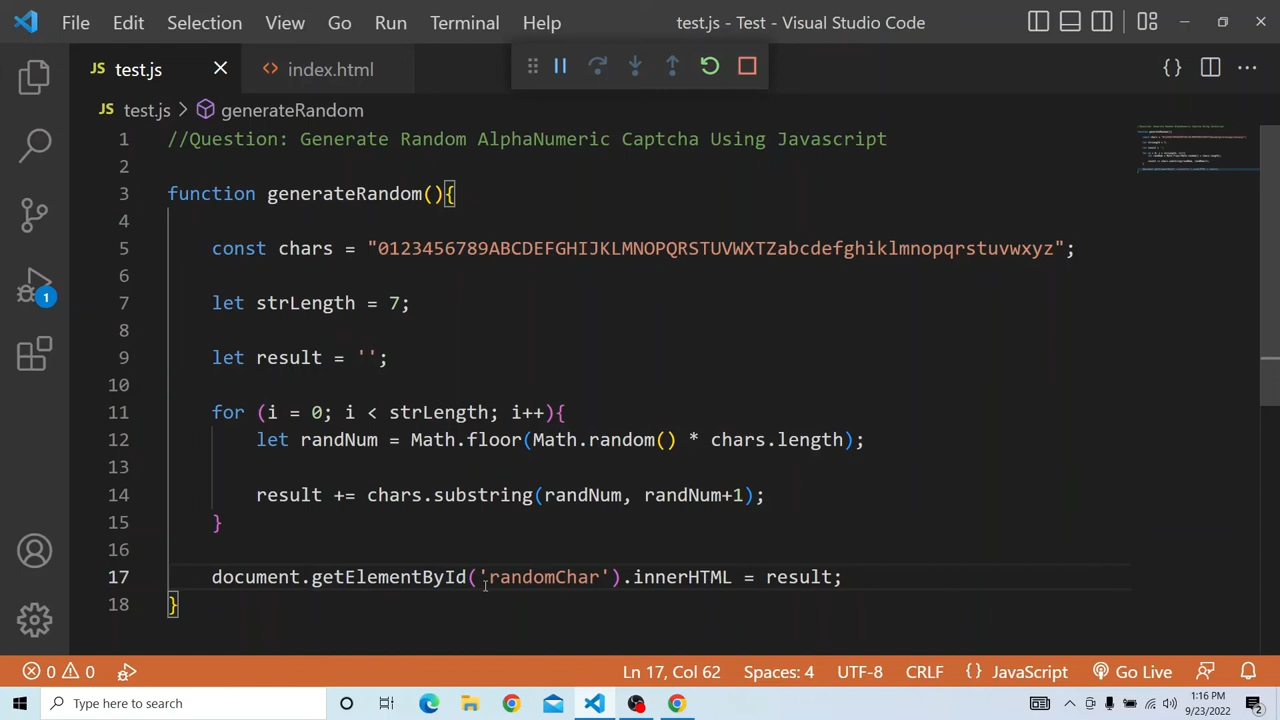 File Edit Selection View Go Run Terminal Help test.js - Test - Visual Studio Code
JS test.js index.html
JS test.js generateRandom
1 //Question: Generate Random AlphaNumeric Captcha Using Javascript
2
3 function generateRandom(){
4
5 const chars = "0123456789ABCDEFGHIJKLMNOPQRSTUVWXTZabcdefghiklmnopqrstuvwxyz";
6
7 let strLength = 7;
8
9 let result = '';
10
11 for (i = 0; i < strLength; i++){
12 let randNum = Math.floor(Math.random() * chars.length);
13
14 result += chars.substring(randNum, randNum+1);
15 }
16
17 document.getElementById('randomChar').innerHTML = result;
18 }
1
0 0 Ln 17, Col 62 Spaces: 4 UTF-8 CRLF {} JavaScript Go Live
Type here to search 1:16 PM
9/23/2022 2